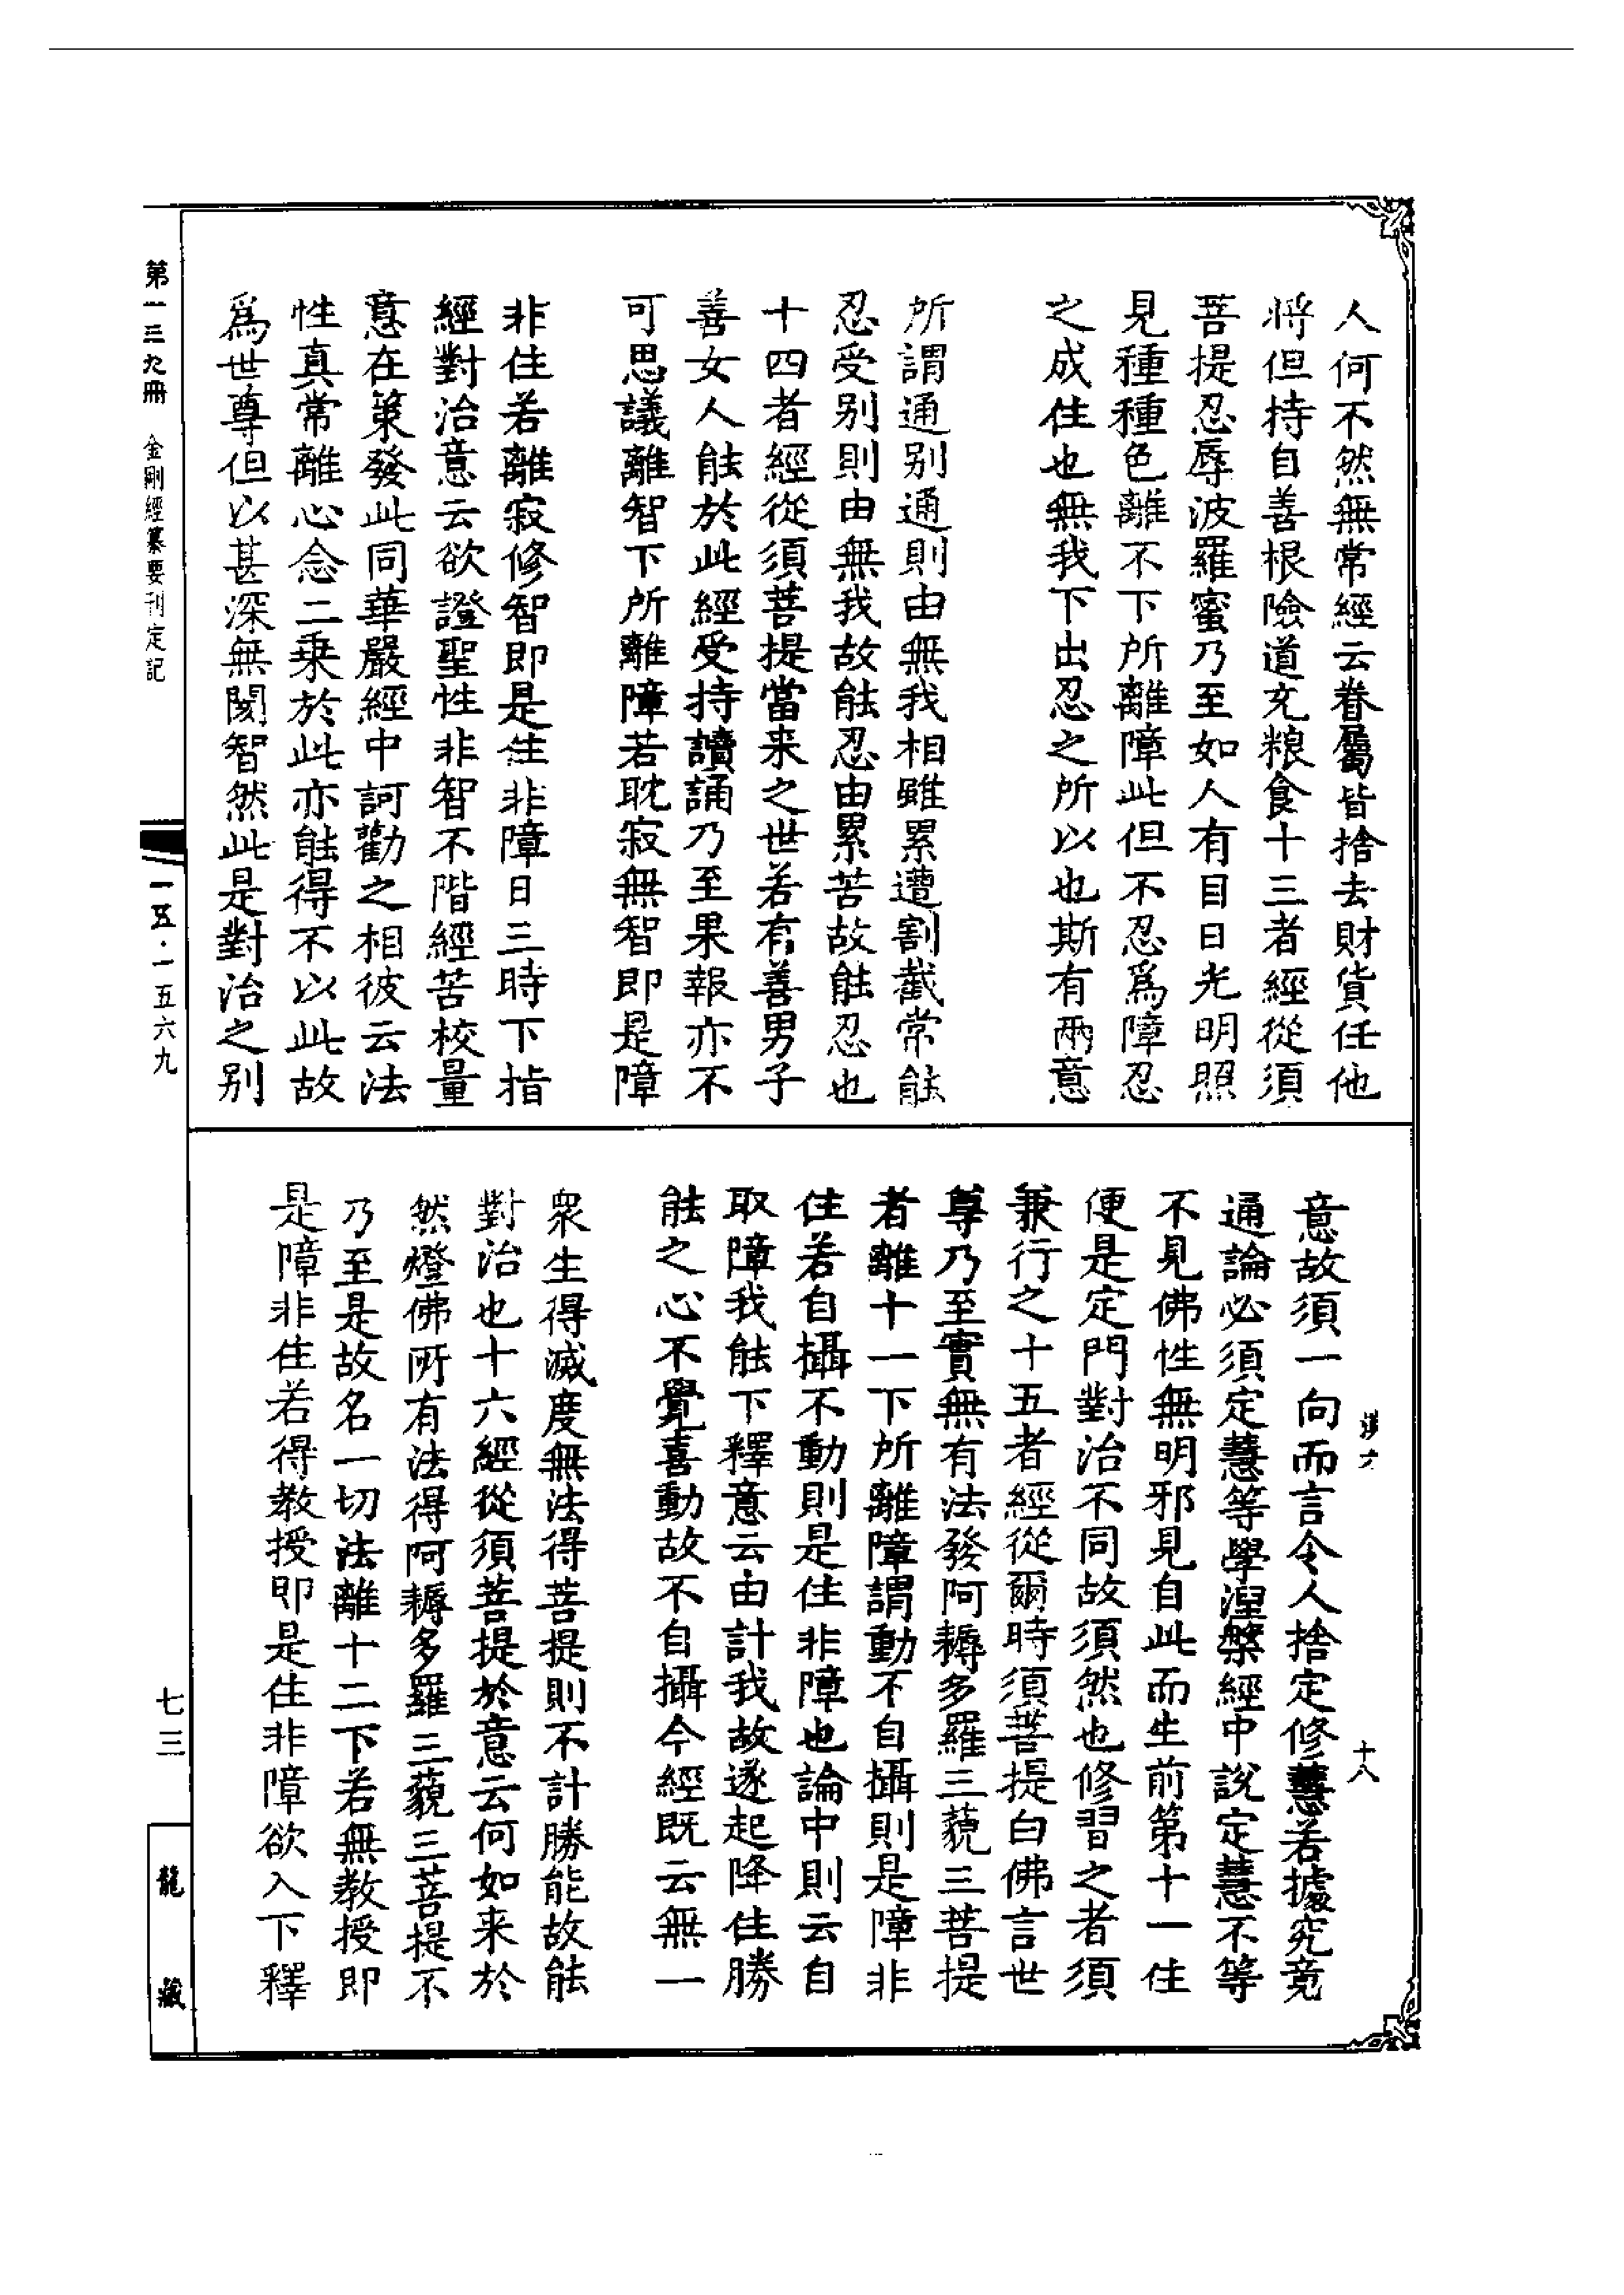 人何不然無常經云眷屬皆捨去財貨任他
將但持自善根險道充粮食十三者經從須
菩提忍辱波羅蜜乃至如人有目日光明照
見種種色離不下所離障此但不忍爲障忍
之成住也無我下出忍之所以也斯有兩意
所謂通别通則由無我相雖累遭割截常能
忍受别則由無我故能忍由累苦故能忍也
十四者經從須菩提當来之世若有善男子
善女人能於此經受持讀誦乃至果報亦不
可思議離智下所離障若耽寂無智即是障
非住若離寂修智即是住非障日三時下指
經對治意云欲證聖性非智不階經苦校量
意在策發此同華嚴經中訶勸之相彼云法
性真常離心念二乗於此亦能得不以此故
爲世尊但以甚深無閡智然此是對治之别
意故須一向而言令人捨定修慧若據究竟
通論必須定慧等學涅槃經中說定慧不等
不見佛性無明邪見自此而生前第十一住
便是定門對治不同故須然也修習之者須
兼行之十五者經從爾時須菩提白佛言世
尊乃至實無有法發阿耨多羅三藐三菩提
者離十一下所離障謂動不自攝則是障非
住若自攝不動則是住非障也論中則云自
取障我能下釋意云由計我故遂起降住勝
能之心不覺喜動故不自攝今經既云無一
衆生得滅度無法得菩提則不計勝能故能
對治也十六經從須菩提於意云何如来於
然燈佛所有法得阿耨多羅三藐三菩提不
乃至是故名一切法離十二下若無教授即
是障非住若得教授即是住非障欲入下釋
十八
第一三九冊 金剛經纂要刊定記
一五·一五六九
七三
龍藏